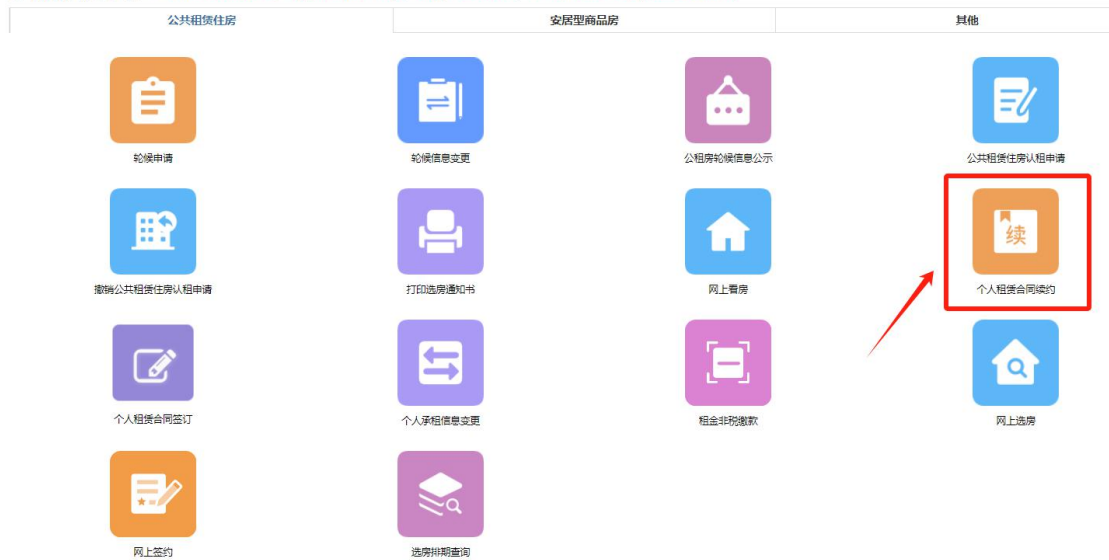 公共租赁住房
安居型商品房
其他
轮候申请
轮候信息变更
公租房轮候信息公示
公共租赁住房认租申请
续
撤销公共租赁住房认租申请
打印选房通知书
网上看房
个人租赁合同续约
个人租赁合同签订
个人承租信息变更
租金非税缴款
网上选房
网上签约
选房排期查询